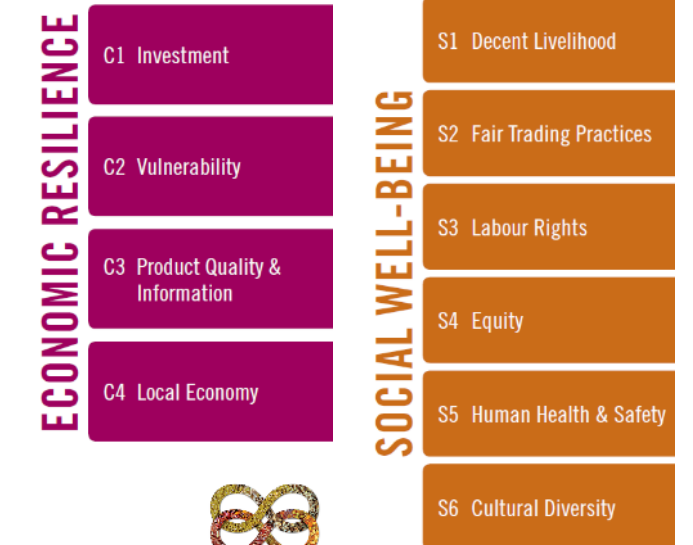 ECONOMIC RESILIENCE
C1 Investment
C2 Vulnerability
C3 Product Quality &
Information
C4 Local Economy
SOCIAL WELL-BEING
S1 Decent Livelihood
S2 Fair Trading Practices
S3 Labour Rights
S4 Equity
S5 Human Health & Safety
S6 Cultural Diversity